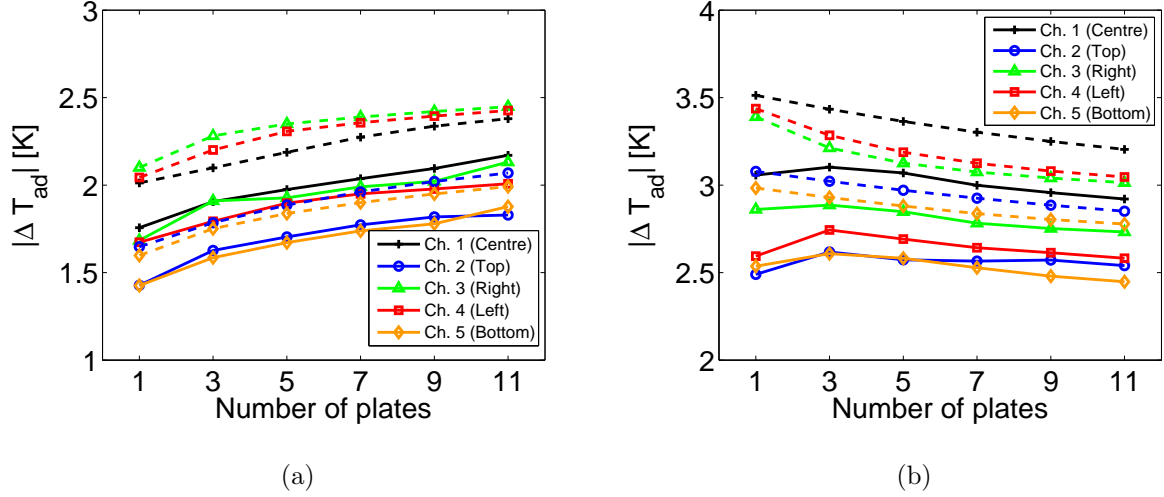 3
2.5
2
1.5
1
|Δ T_ad| [K]
1 3 5 7 9 11
Number of plates
Ch. 1 (Centre)
Ch. 2 (Top)
Ch. 3 (Right)
Ch. 4 (Left)
Ch. 5 (Bottom)
(a)
4
3.5
3
2.5
2
|Δ T_ad| [K]
1 3 5 7 9 11
Number of plates
Ch. 1 (Centre)
Ch. 2 (Top)
Ch. 3 (Right)
Ch. 4 (Left)
Ch. 5 (Bottom)
(b)